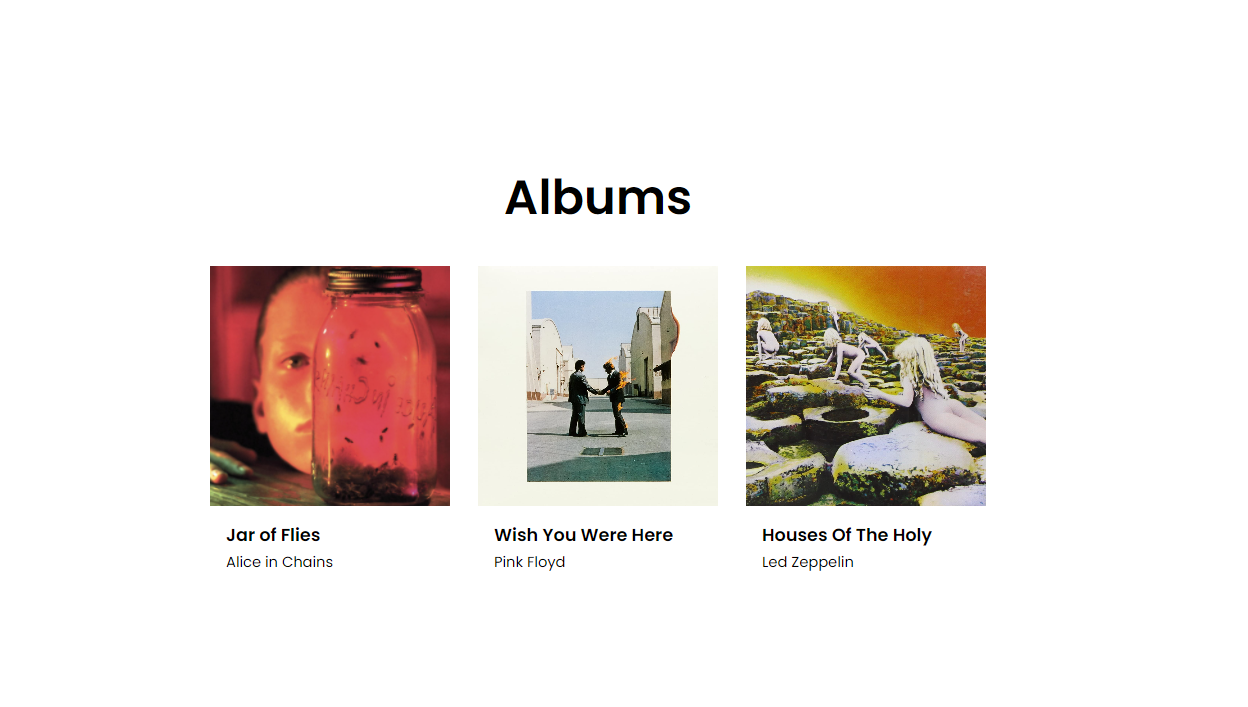 Albums
Jar of Flies
Alice in Chains
Wish You Were Here
Pink Floyd
Houses Of The Holy
Led Zeppelin